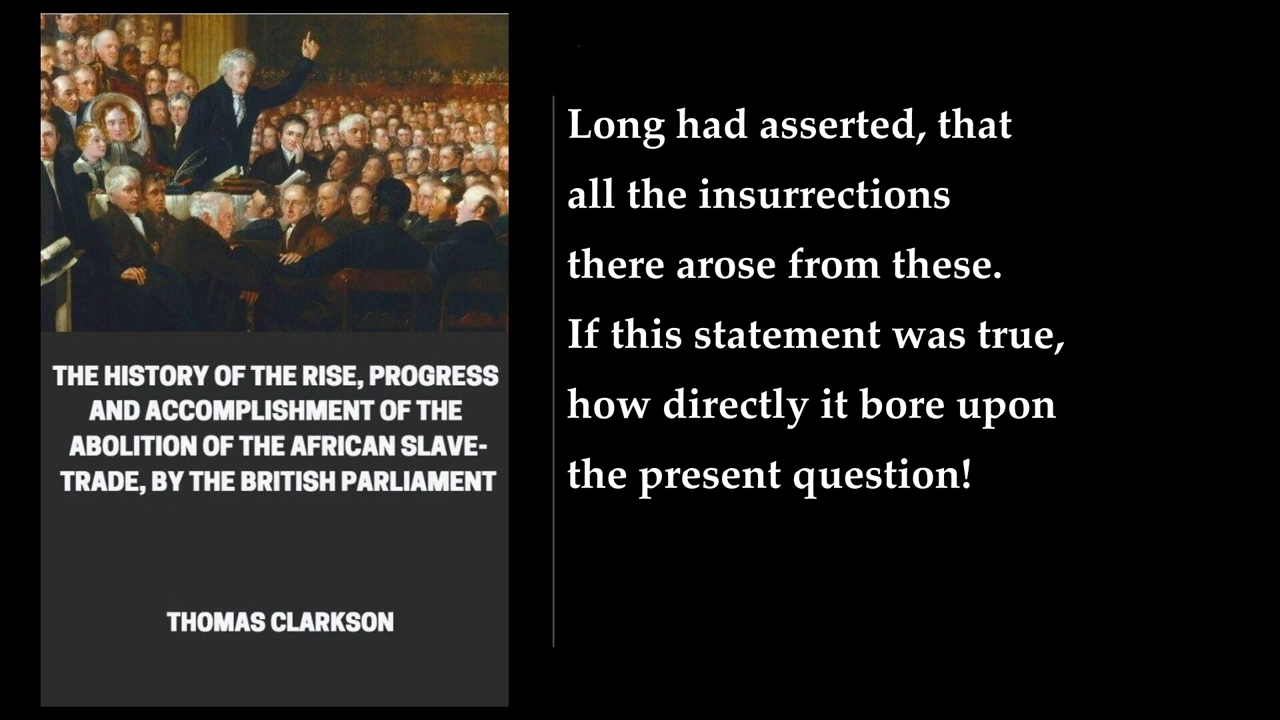 THE HISTORY OF THE RISE, PROGRESS
AND ACCOMPLISHMENT OF THE
ABOLITION OF THE AFRICAN SLAVE-
TRADE, BY THE BRITISH PARLIAMENT
THOMAS CLARKSON
Long had asserted, that
all the insurrections
there arose from these.
If this statement was true,
how directly it bore upon
the present question!